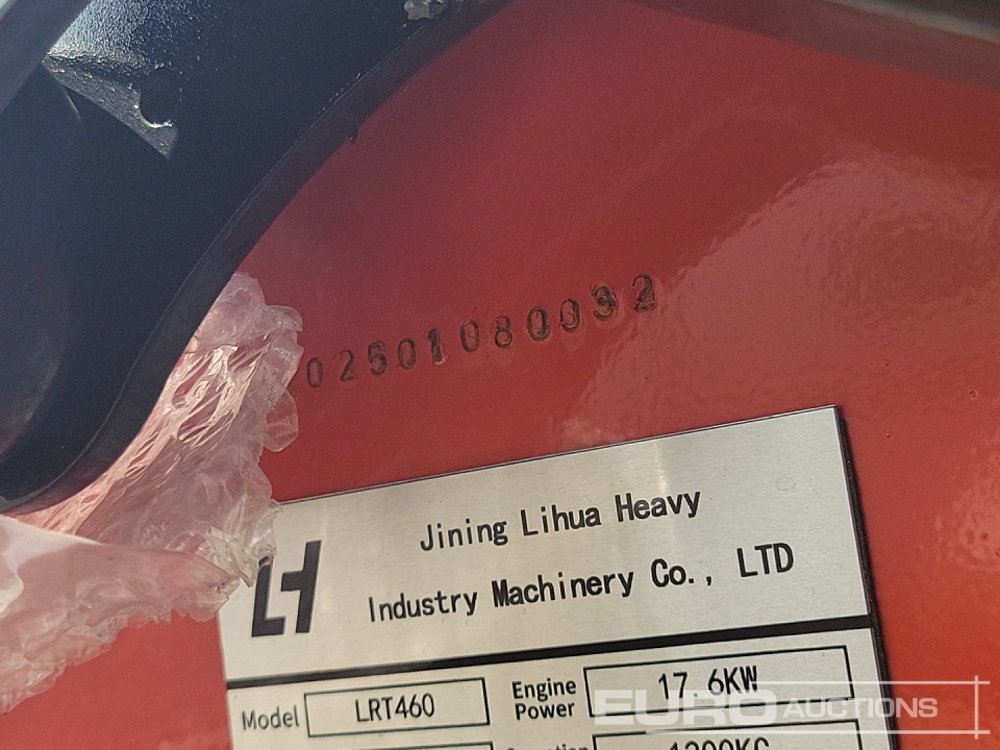 02501080032
Jining Lihua Heavy
Industry Machinery Co., LTD
LH
Model LRT460
Engine Power 17.6KW
EURO AUCTIONS